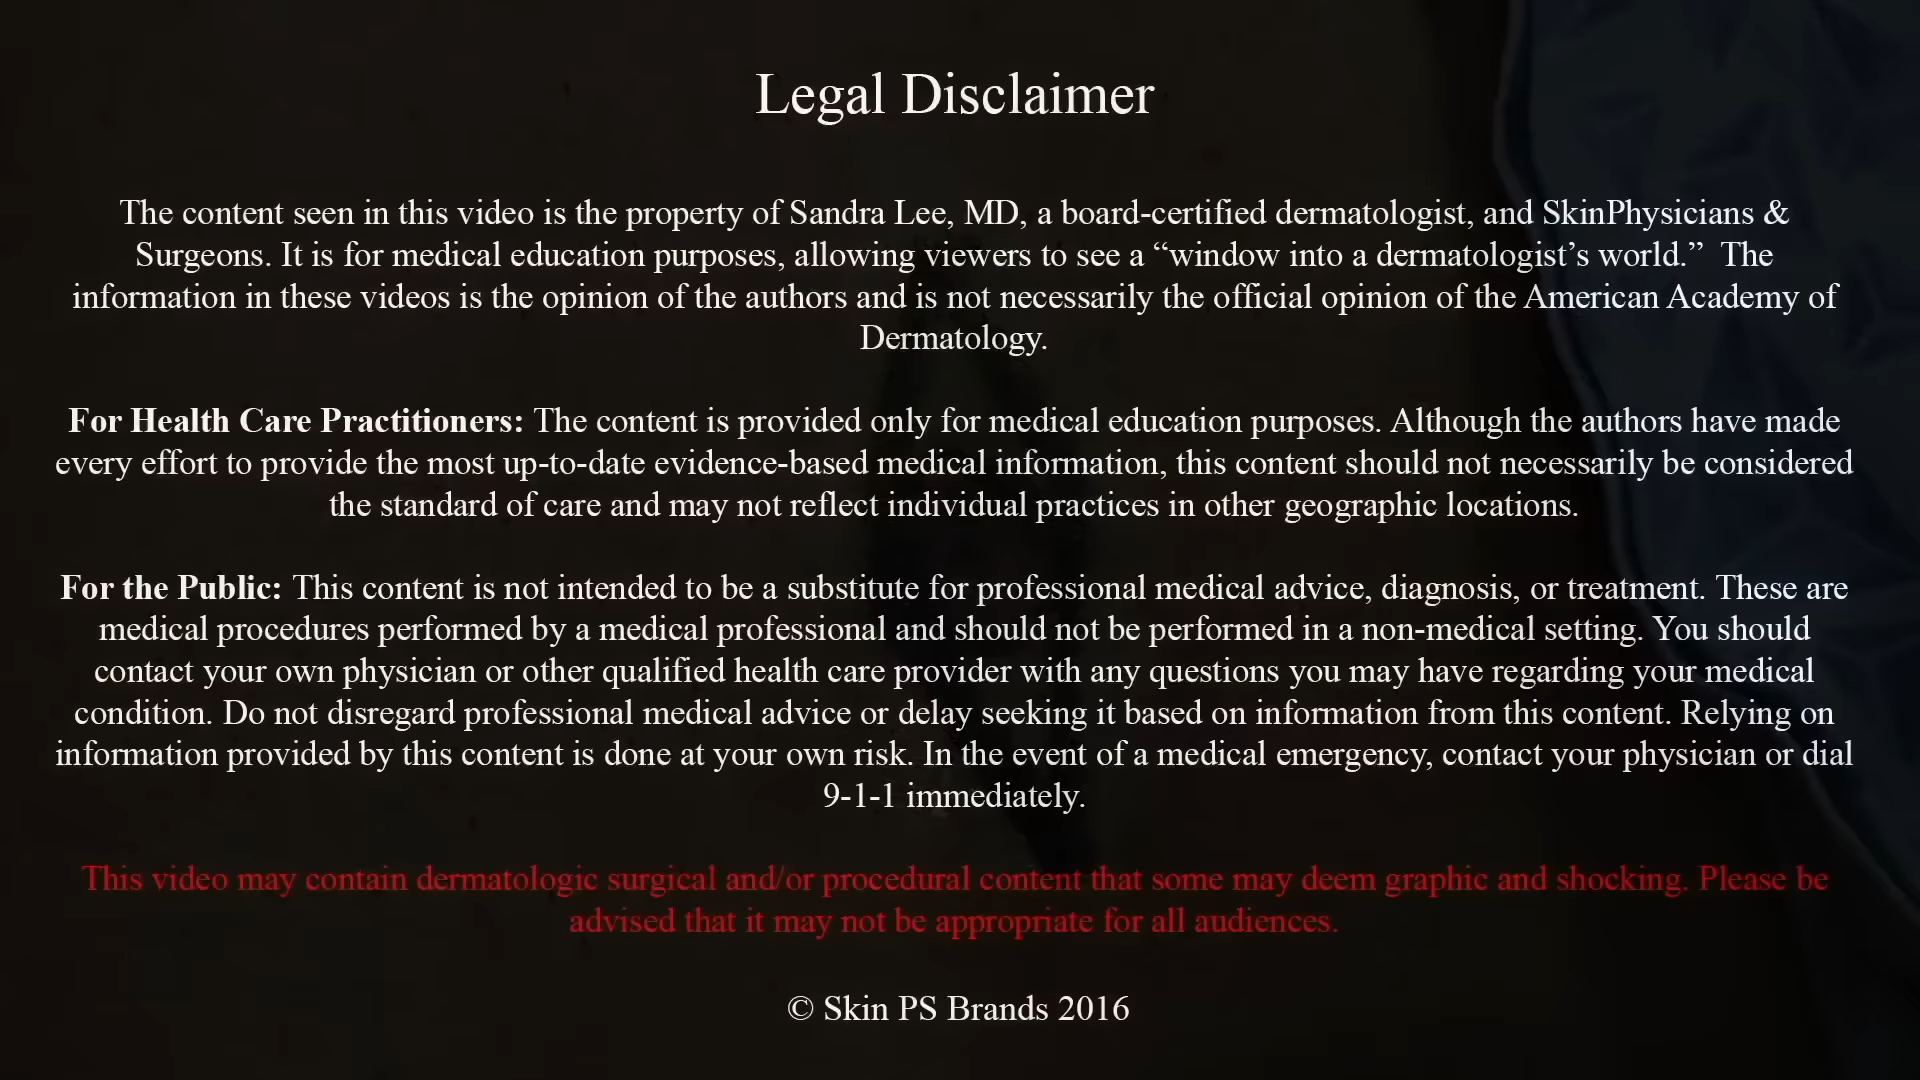 Legal Disclaimer
The content seen in this video is the property of Sandra Lee, MD, a board-certified dermatologist, and SkinPhysicians &
Surgeons. It is for medical education purposes, allowing viewers to see a “window into a dermatologist’s world.”  The
information in these videos is the opinion of the authors and is not necessarily the official opinion of the American Academy of
Dermatology.
For Health Care Practitioners: The content is provided only for medical education purposes. Although the authors have made
every effort to provide the most up-to-date evidence-based medical information, this content should not necessarily be considered
the standard of care and may not reflect individual practices in other geographic locations.
For the Public: This content is not intended to be a substitute for professional medical advice, diagnosis, or treatment. These are
medical procedures performed by a medical professional and should not be performed in a non-medical setting. You should
contact your own physician or other qualified health care provider with any questions you may have regarding your medical
condition. Do not disregard professional medical advice or delay seeking it based on information from this content. Relying on
information provided by this content is done at your own risk. In the event of a medical emergency, contact your physician or dial
9-1-1 immediately.
This video may contain dermatologic surgical and/or procedural content that some may deem graphic and shocking. Please be
advised that it may not be appropriate for all audiences.
© Skin PS Brands 2016